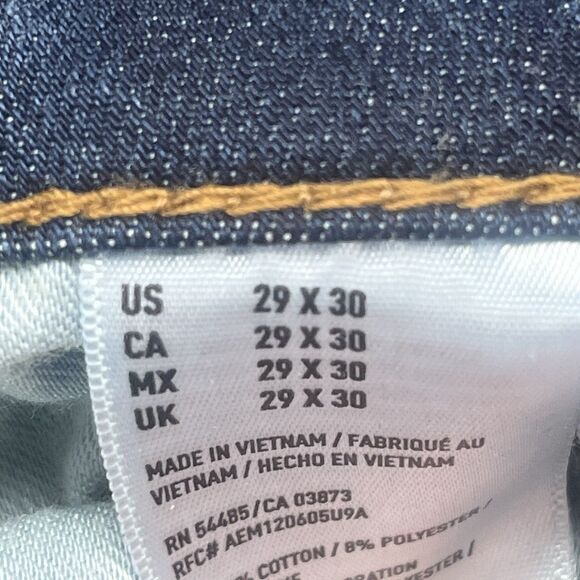 US 29 X 30
CA 29 X 30
MX 29 X 30
UK 29 X 30
MADE IN VIETNAM / FABRIQUÉ AU
VIETNAM / HECHO EN VIETNAM
RN 54485/CA 03873
RFC# AEM120605U9A
% COTTON / 8% POLYESTER /